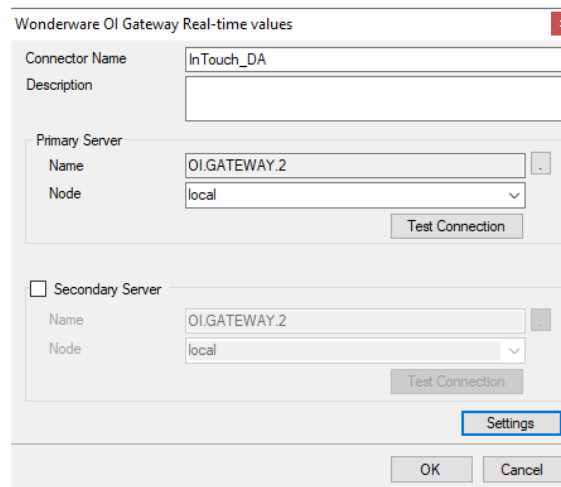 Wonderware OI Gateway Real-time values
Connector Name InTouch_DA
Description
Primary Server
Name OI.GATEWAY.2 .
Node local
Test Connection
Secondary Server
Name OI.GATEWAY.2 .
Node local
Test Connection
Settings
OK Cancel